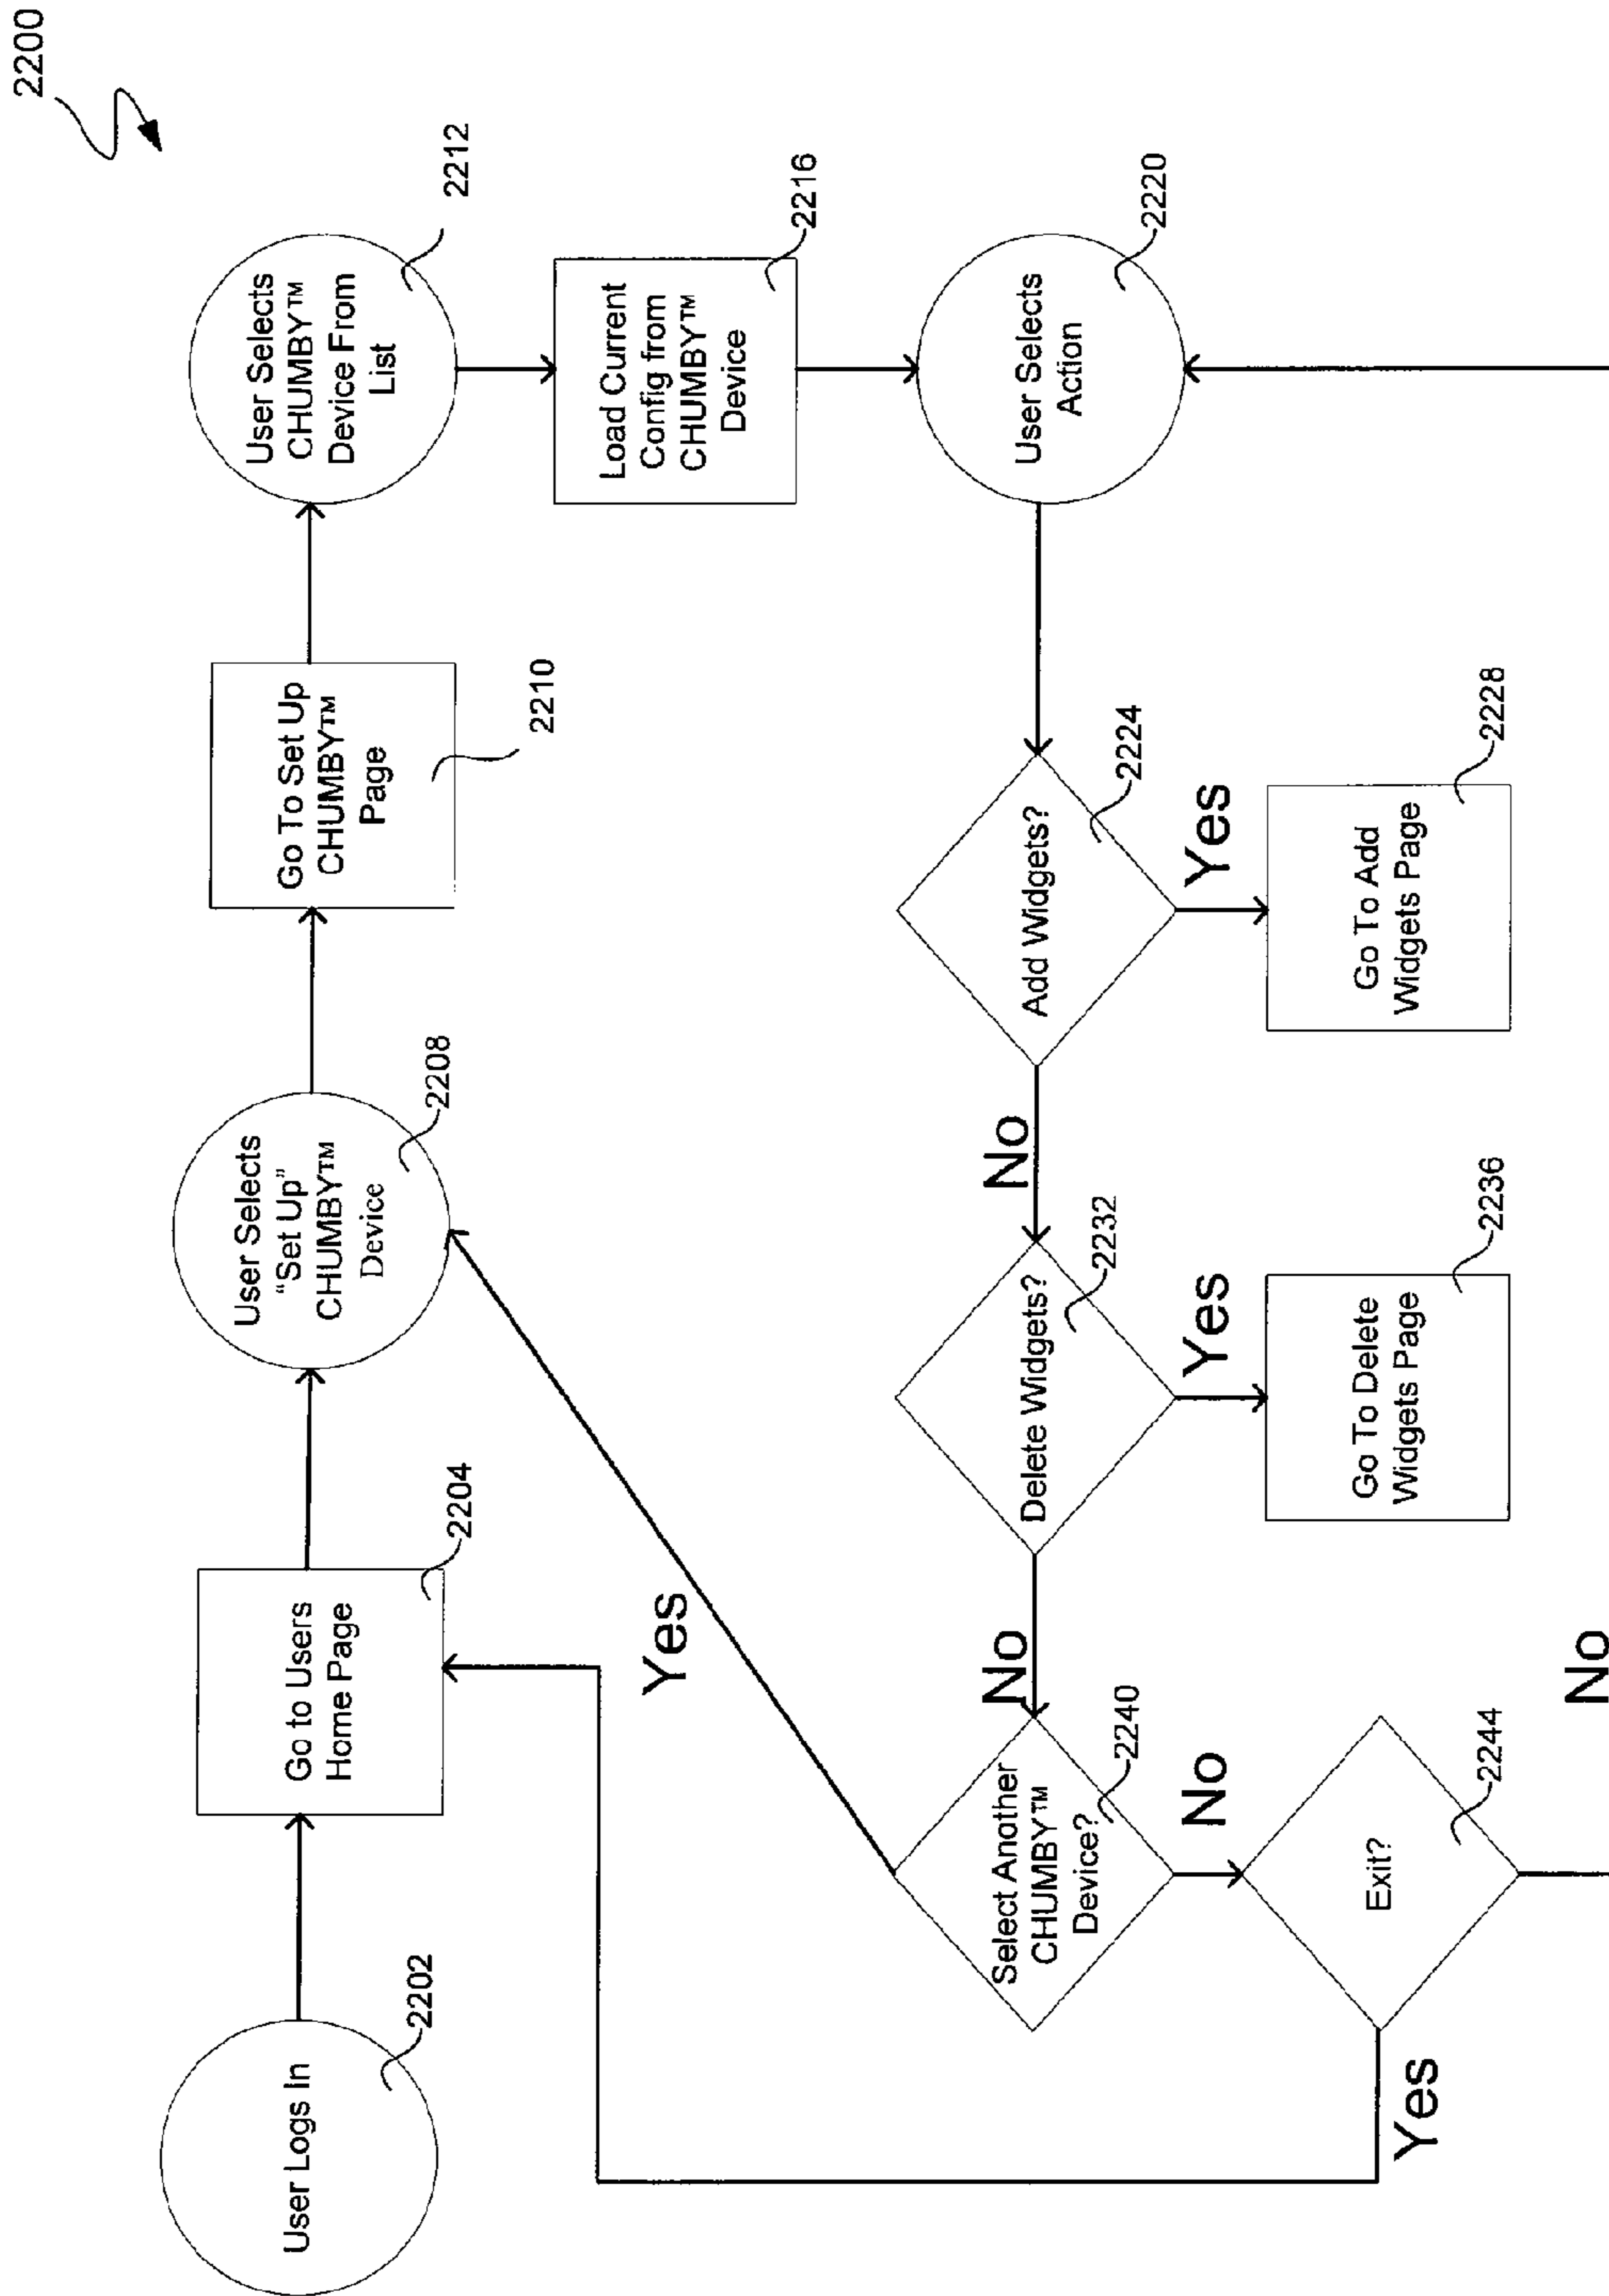 2200
User Logs In
2202
Go to Users
Home Page
2204
User Selects
“Set Up”
CHUMBY™
Device
2208
Go To Set Up
CHUMBY™
Page
2210
User Selects
CHUMBY™
Device From
List
2212
Load Current
Config from
CHUMBY™
Device
2216
User Selects
Action
2220
Add Widgets?
2224
Yes
Go To Add
Widgets Page
2228
No
Delete Widgets?
2232
Yes
Go To Delete
Widgets Page
2236
No
Select Another
CHUMBY™
Device?
2240
Yes
No
Exit?
2244
Yes
No